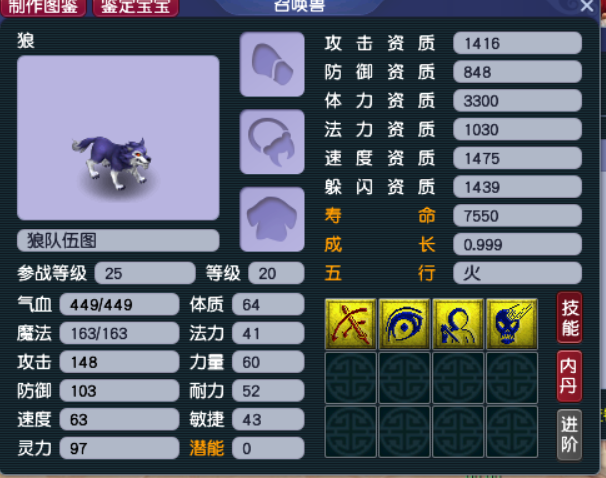 制作图鉴 鉴定宝宝 召唤兽
狼
狼队伍图
参战等级 25 等级 20
气血 449/449 体质 64
魔法 163/163 法力 41
攻击 148 力量 60
防御 103 耐力 52
速度 63 敏捷 43
灵力 97 潜能 0
攻击资质 1416
防御资质 848
体力资质 3300
法力资质 1030
速度资质 1475
躲闪资质 1439
寿命 7550
成长 0.999
五行 火
技能
内丹
进阶